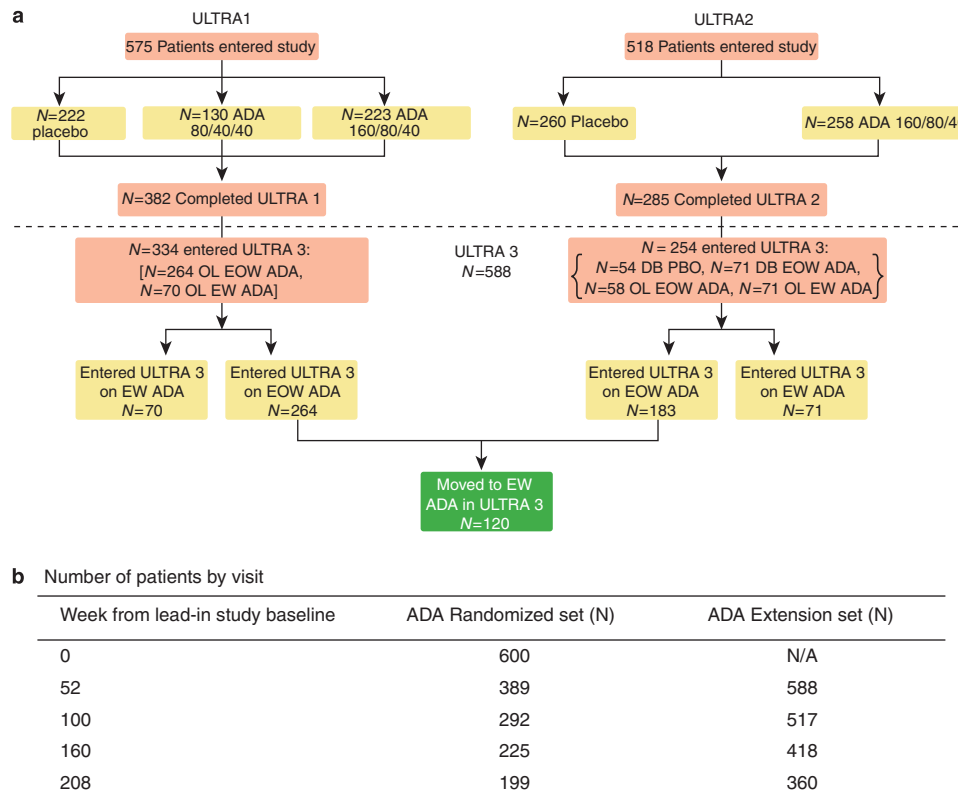 a
ULTRA1
ULTRA2
575 Patients entered study
518 Patients entered study
N=222
placebo
N=130 ADA
80/40/40
N=223 ADA
160/80/40
N=260 Placebo
N=258 ADA 160/80/4
N=382 Completed ULTRA 1
N=285 Completed ULTRA 2
N=334 entered ULTRA 3:
[N=264 OL EOW ADA,
N=70 OL EW ADA]
ULTRA 3
N=588
N = 254 entered ULTRA 3:
{N=54 DB PBO, N=71 DB EOW ADA,
N=58 OL EOW ADA, N=71 OL EW ADA}
Entered ULTRA 3
on EW ADA
N=70
Entered ULTRA 3
on EOW ADA
N=264
Entered ULTRA 3
on EOW ADA
N=183
Entered ULTRA 3
on EW ADA
N=71
Moved to EW
ADA in ULTRA 3
N=120
b Number of patients by visit
Week from lead-in study baseline ADA Randomized set (N) ADA Extension set (N)
0 600 N/A
52 389 588
100 292 517
160 225 418
208 199 360